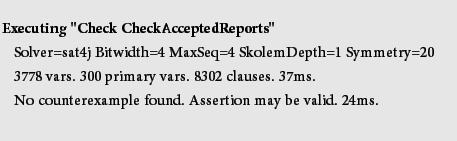 Executing "Check CheckAcceptedReports"
Solver=sat4j Bitwidth=4 MaxSeq=4 SkolemDepth=1 Symmetry=20
3778 vars. 300 primary vars. 8302 clauses. 37ms.
No counterexample found. Assertion may be valid. 24ms.